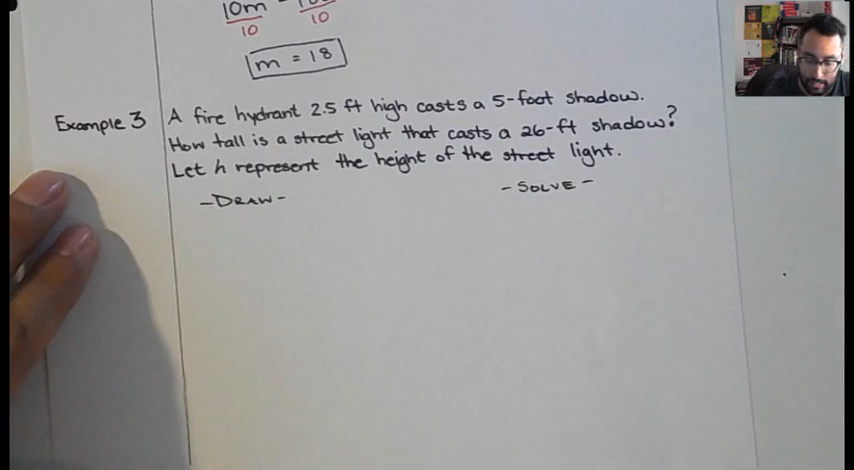 10m
10
10
m = 18
Example 3
A fire hydrant 2.5 ft high casts a 5-foot shadow.
How tall is a street light that casts a 26-ft shadow?
Let h represent the height of the street light.
-DRAW-
-SOLVE-